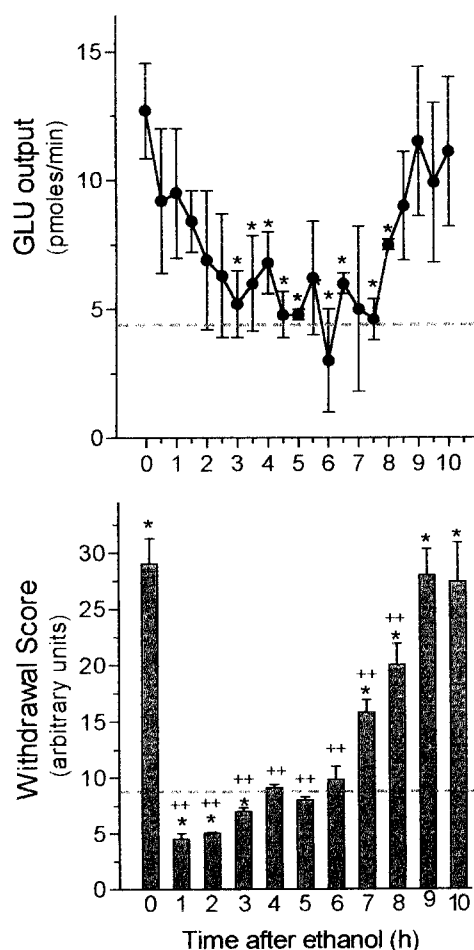 15
10
5
0
GLU output
(pmoles/min)
* * * * * * * * *
0 1 2 3 4 5 6 7 8 9 10
30
25
20
15
10
5
0
Withdrawal Score
(arbitrary units)
* ++ * ++ * ++ * ++ ++ ++ ++ * ++ * * *
0 1 2 3 4 5 6 7 8 9 10
Time after ethanol (h)